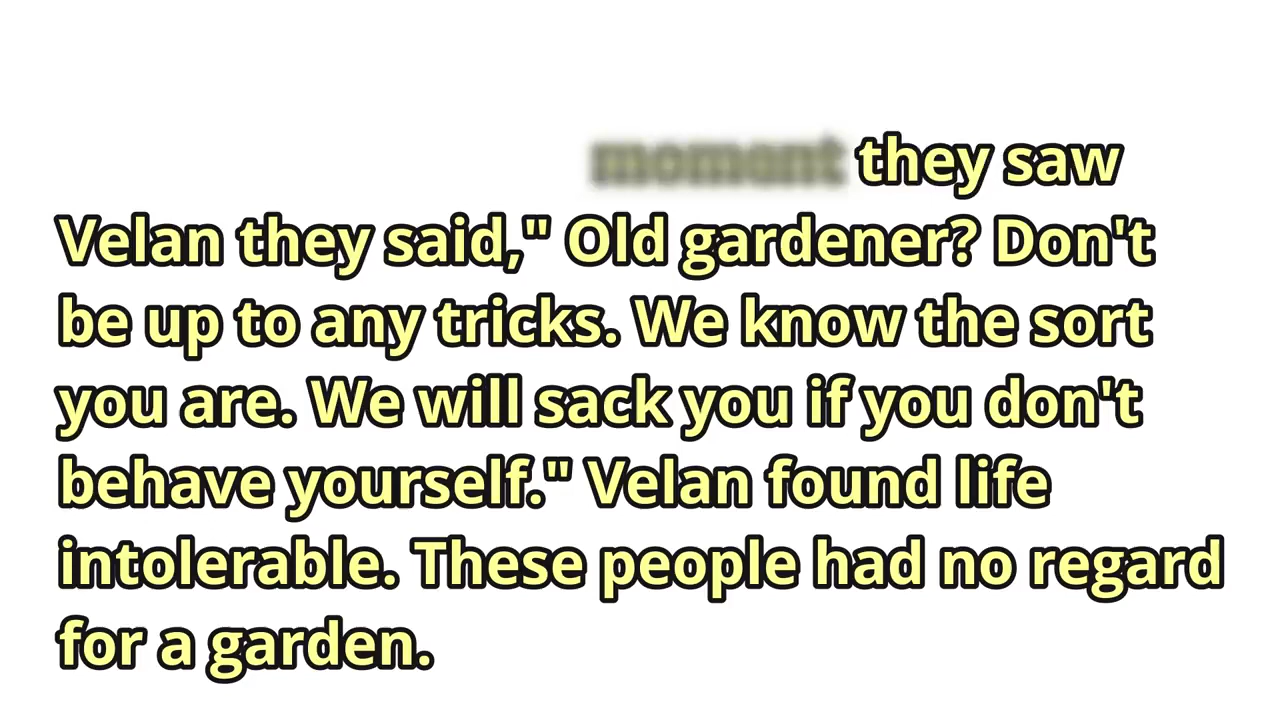 they saw
Velan they said," Old gardener? Don't
be up to any tricks. We know the sort
you are. We will sack you if you don't
behave yourself." Velan found life
intolerable. These people had no regard
for a garden.